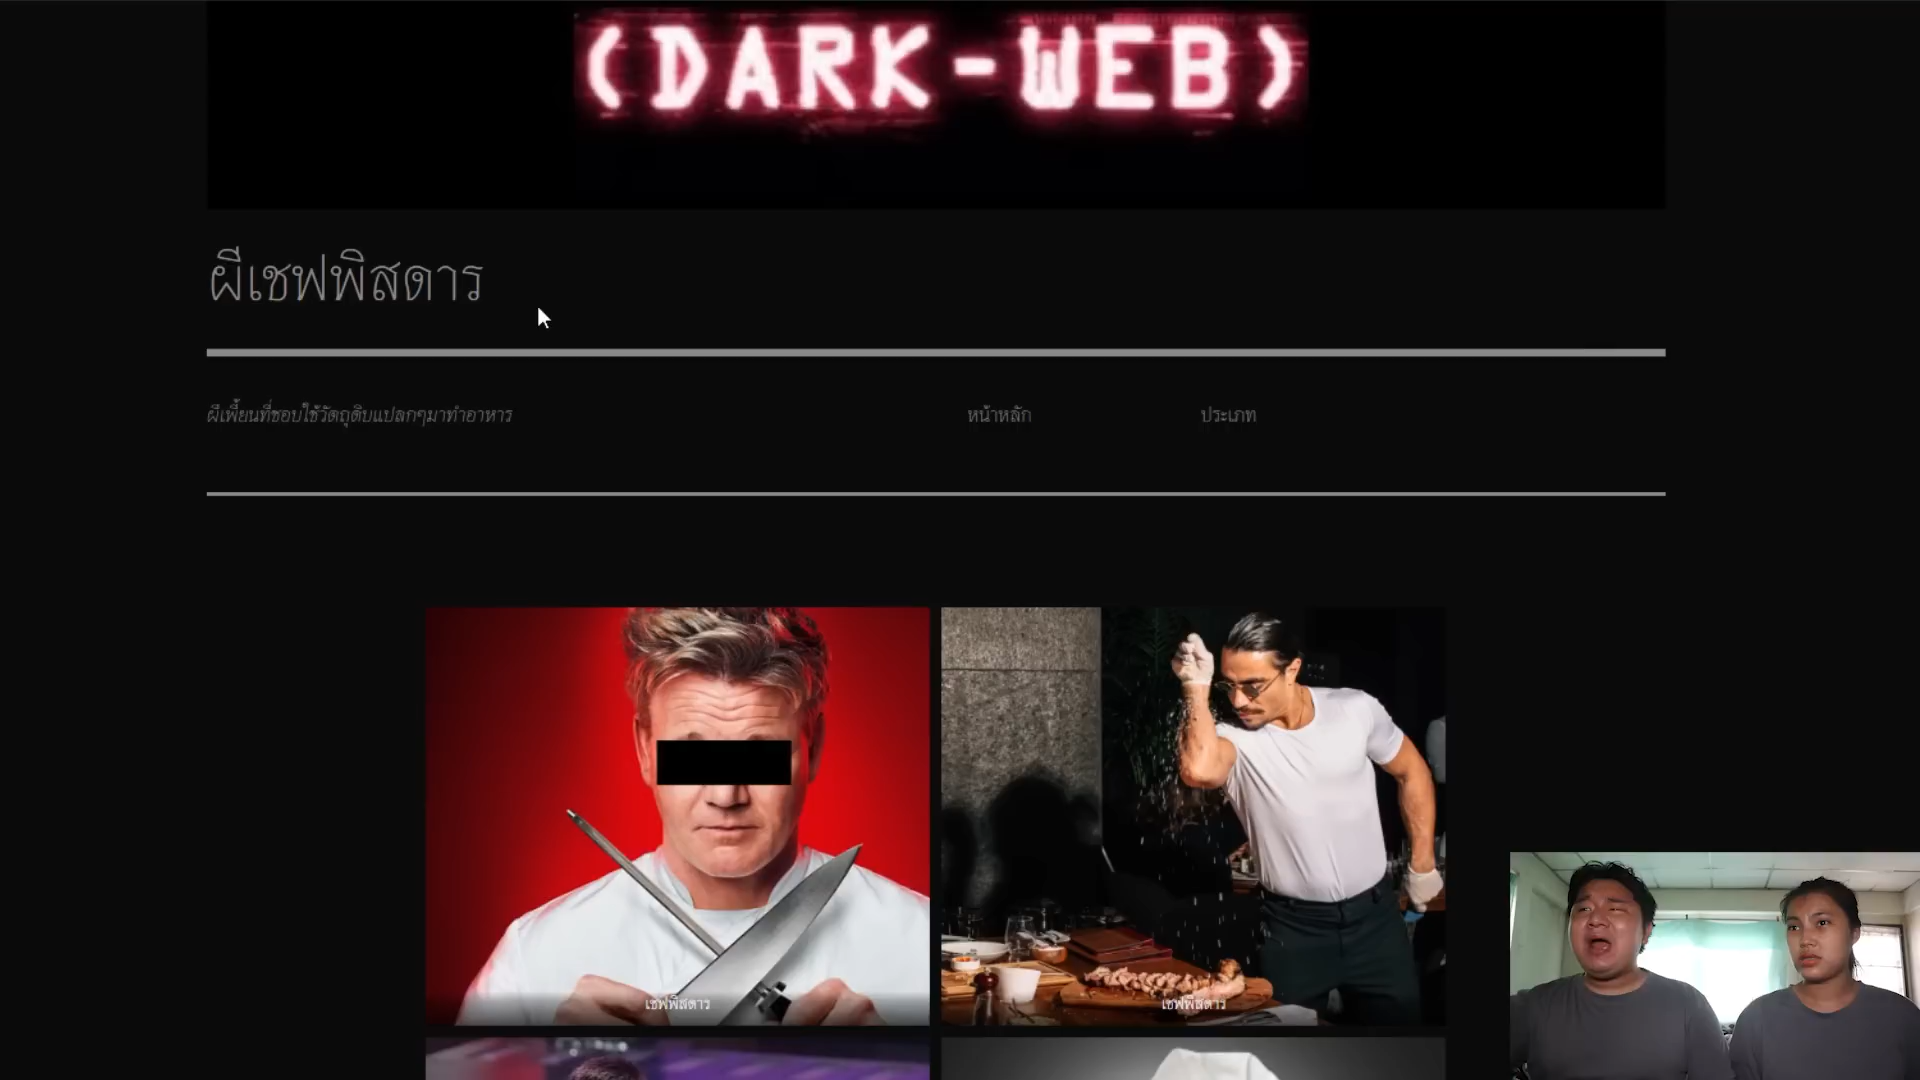 (DARK-WEB)
ผีเชฟพิสดาร
ผีเพี้ยนที่ชอบใช้วัตถุดิบแปลกๆมาทำอาหาร
หน้าหลัก
ประเภท
เชฟพิสดาร
เชฟพิสดาร